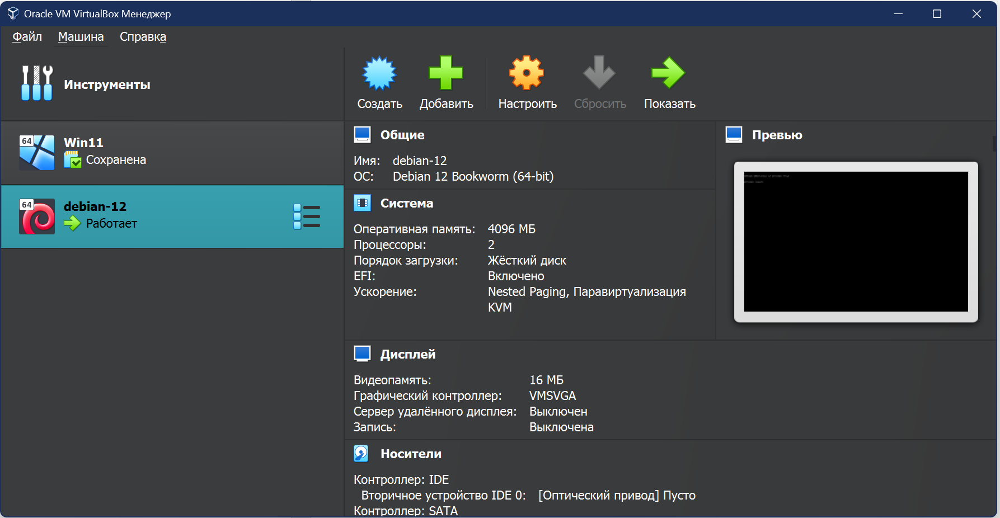 Oracle VM VirtualBox Менеджер
Файл Машина Справка
Инструменты
Создать Добавить Настроить Сбросить Показать
64
Win11
Сохранена
64
debian-12
Работает
Общие
Имя: debian-12
ОС: Debian 12 Bookworm (64-bit)
Система
Оперативная память: 4096 МБ
Процессоры: 2
Порядок загрузки: Жёсткий диск
EFI: Включено
Ускорение: Nested Paging, Паравиртуализация
KVM
Превью
Дисплей
Видеопамять: 16 МБ
Графический контроллер: VMSVGA
Сервер удалённого дисплея: Выключен
Запись: Выключена
Носители
Контроллер: IDE
Вторичное устройство IDE 0: [Оптический привод] Пусто
Контроллер: SATA